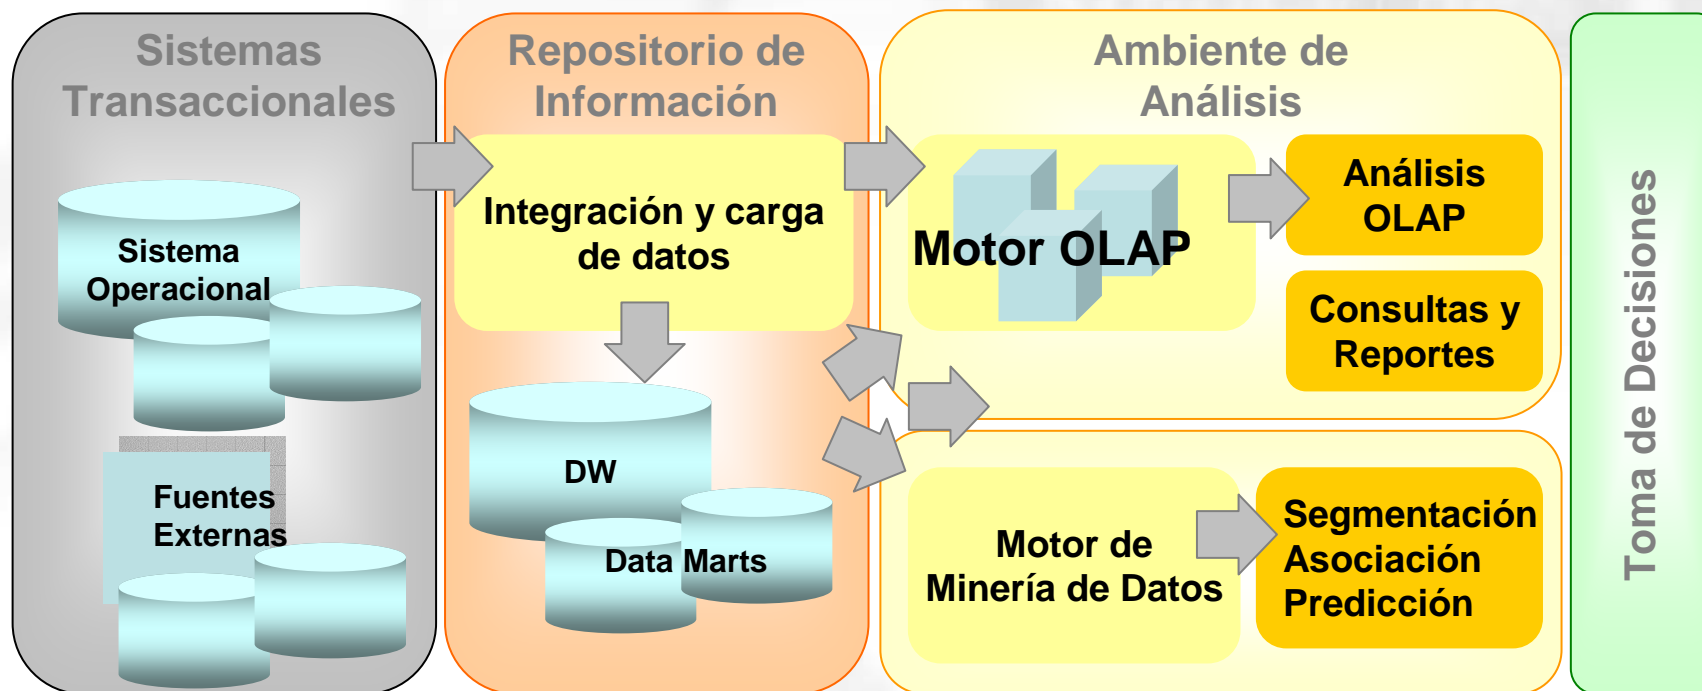 Sistemas
Transaccionales
Sistema
Operacional
Fuentes
Externas
Repositorio de
Información
Integración y carga
de datos
DW
Data Marts
Ambiente de
Análisis
Motor OLAP
Análisis
OLAP
Consultas y
Reportes
Motor de
Minería de Datos
Segmentación
Asociación
Predicción
Toma de Decisiones